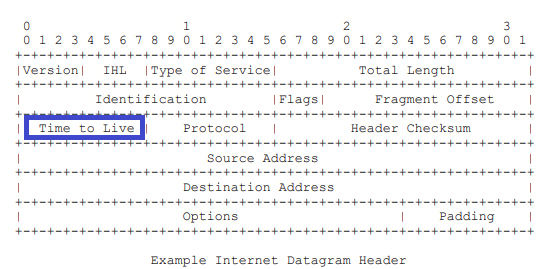 0                   1                   2                   3
0 1 2 3 4 5 6 7 8 9 0 1 2 3 4 5 6 7 8 9 0 1 2 3 4 5 6 7 8 9 0 1
+-+-+-+-+-+-+-+-+-+-+-+-+-+-+-+-+-+-+-+-+-+-+-+-+-+-+-+-+-+-+-+-+
|Version| IHL |Type of Service| Total Length |
+-+-+-+-+-+-+-+-+-+-+-+-+-+-+-+-+-+-+-+-+-+-+-+-+-+-+-+-+-+-+-+-+
| Identification |Flags| Fragment Offset |
+-+-+-+-+-+-+-+-+-+-+-+-+-+-+-+-+-+-+-+-+-+-+-+-+-+-+-+-+-+-+-+-+
| Time to Live | Protocol | Header Checksum |
+-+-+-+-+-+-+-+-+-+-+-+-+-+-+-+-+-+-+-+-+-+-+-+-+-+-+-+-+-+-+-+-+
| Source Address |
+-+-+-+-+-+-+-+-+-+-+-+-+-+-+-+-+-+-+-+-+-+-+-+-+-+-+-+-+-+-+-+-+
| Destination Address |
+-+-+-+-+-+-+-+-+-+-+-+-+-+-+-+-+-+-+-+-+-+-+-+-+-+-+-+-+-+-+-+-+
| Options | Padding |
+-+-+-+-+-+-+-+-+-+-+-+-+-+-+-+-+-+-+-+-+-+-+-+-+-+-+-+-+-+-+-+-+
Example Internet Datagram Header